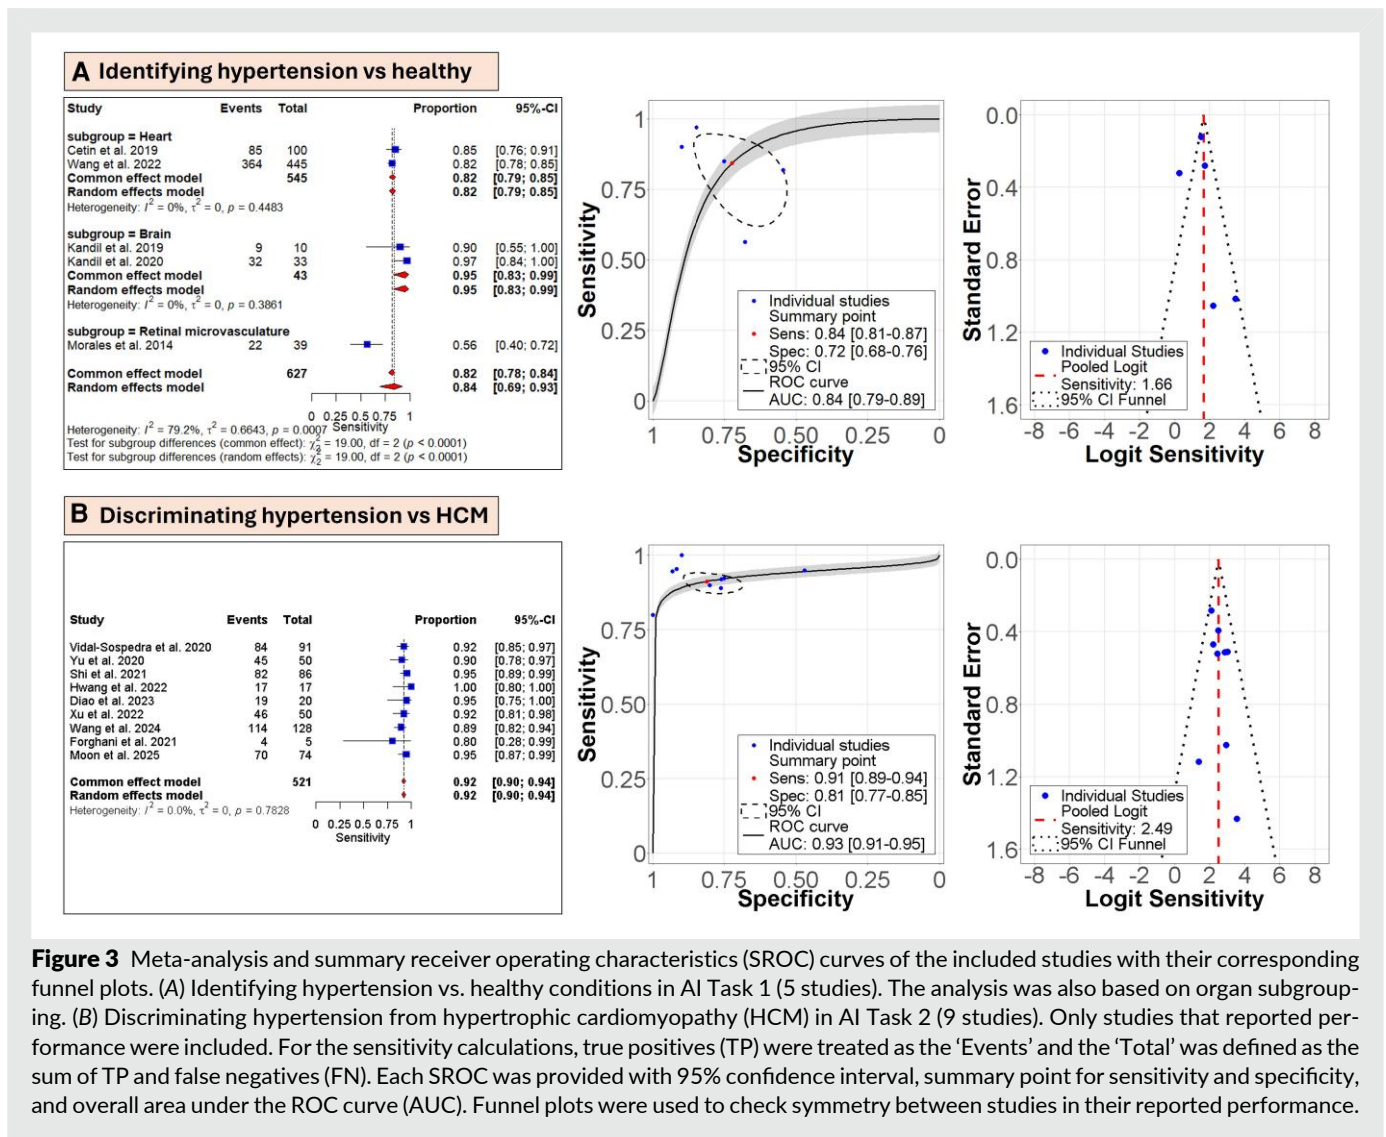 A Identifying hypertension vs healthy
Study Events Total Proportion 95%-CI
subgroup = Heart
Cetin et al. 2019 85 100 0.85 [0.76; 0.91]
Wang et al. 2022 364 445 0.82 [0.78; 0.85]
Common effect model 545 0.82 [0.79; 0.85]
Random effects model 0.82 [0.79; 0.85]
Heterogeneity: I² = 0%, τ² = 0, p = 0.4483
subgroup = Brain
Kandil et al. 2019 9 10 0.90 [0.55; 1.00]
Kandil et al. 2020 32 33 0.97 [0.84; 1.00]
Common effect model 43 0.95 [0.83; 0.99]
Random effects model 0.95 [0.83; 0.99]
Heterogeneity: I² = 0%, τ² = 0, p = 0.3861
subgroup = Retinal microvasculature
Morales et al. 2014 22 39 0.56 [0.40; 0.72]
Common effect model 627 0.82 [0.78; 0.84]
Random effects model 0.84 [0.69; 0.93]
0 0.25 0.5 0.75 1
Sensitivity
Heterogeneity: I² = 79.2%, τ² = 0.6643, p = 0.0007
Test for subgroup differences (common effect): χ²₂ = 19.00, df = 2 (p < 0.0001)
Test for subgroup differences (random effects): χ²₂ = 19.00, df = 2 (p < 0.0001)
Sensitivity
1
0.75
0.50
0.25
0
Individual studies
Summary point
Sens: 0.84 [0.81-0.87]
Spec: 0.72 [0.68-0.76]
95% CI
ROC curve
AUC: 0.84 [0.79-0.89]
1 0.75 0.50 0.25 0
Specificity
Standard Error
0.0
0.4
0.8
1.2
1.6
Individual Studies
Pooled Logit
Sensitivity: 1.66
95% CI Funnel
-8 -6 -4 -2 0 2 4 6 8
Logit Sensitivity
B Discriminating hypertension vs HCM
Study Events Total Proportion 95%-CI
Vidal-Sospedra et al. 2020 84 91 0.92 [0.85; 0.97]
Yu et al. 2020 45 50 0.90 [0.78; 0.97]
Shi et al. 2021 82 86 0.95 [0.89; 0.99]
Hwang et al. 2022 17 17 1.00 [0.80; 1.00]
Diao et al. 2023 19 20 0.95 [0.75; 1.00]
Xu et al. 2022 46 50 0.92 [0.81; 0.98]
Wang et al. 2024 114 128 0.89 [0.82; 0.94]
Forghani et al. 2021 4 5 0.80 [0.28; 0.99]
Moon et al. 2025 70 74 0.95 [0.87; 0.99]
Common effect model 521 0.92 [0.90; 0.94]
Random effects model 0.92 [0.90; 0.94]
Heterogeneity: I² = 0.0%, τ² = 0, p = 0.7828
0 0.25 0.5 0.75 1
Sensitivity
Sensitivity
1
0.75
0.50
0.25
0
Individual studies
Summary point
Sens: 0.91 [0.89-0.94]
Spec: 0.81 [0.77-0.85]
95% CI
ROC curve
AUC: 0.93 [0.91-0.95]
1 0.75 0.50 0.25 0
Specificity
Standard Error
0.0
0.4
0.8
1.2
1.6
Individual Studies
Pooled Logit
Sensitivity: 2.49
95% CI Funnel
-8 -6 -4 -2 0 2 4 6 8
Logit Sensitivity
Figure 3 Meta-analysis and summary receiver operating characteristics (SROC) curves of the included studies with their corresponding
funnel plots. (A) Identifying hypertension vs. healthy conditions in AI Task 1 (5 studies). The analysis was also based on organ subgroup-
ing. (B) Discriminating hypertension from hypertrophic cardiomyopathy (HCM) in AI Task 2 (9 studies). Only studies that reported per-
formance were included. For the sensitivity calculations, true positives (TP) were treated as the ‘Events’ and the ‘Total’ was defined as the
sum of TP and false negatives (FN). Each SROC was provided with 95% confidence interval, summary point for sensitivity and specificity,
and overall area under the ROC curve (AUC). Funnel plots were used to check symmetry between studies in their reported performance.